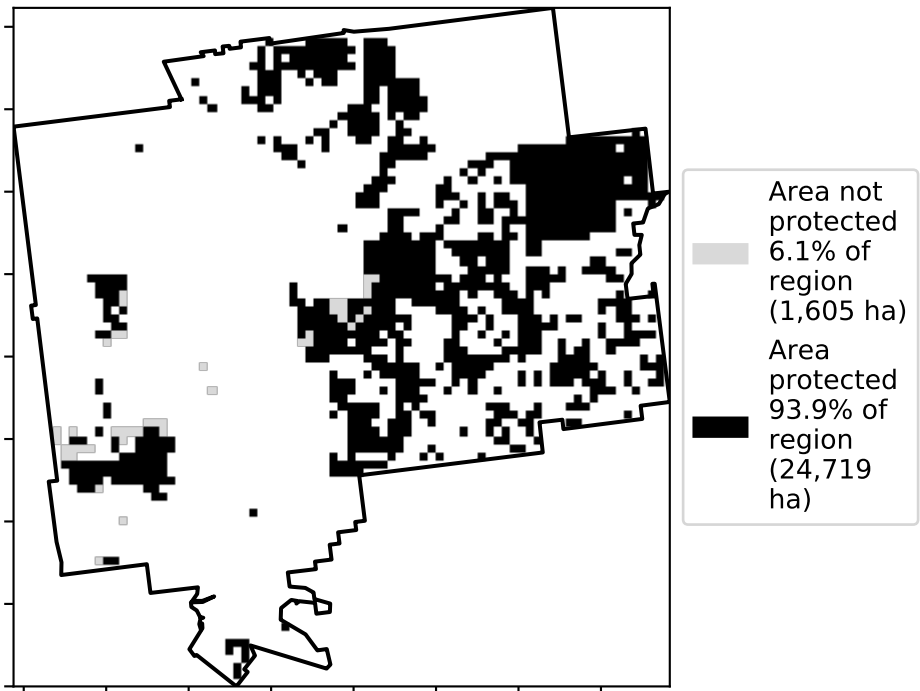 Area not
protected
6.1% of
region
(1,605 ha)
Area
protected
93.9% of
region
(24,719
ha)